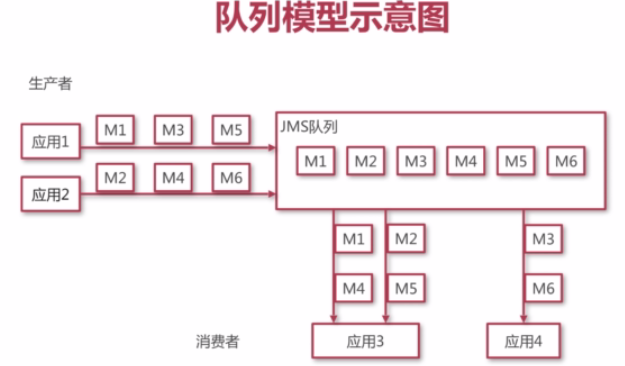 队列模型示意图
生产者
应用1
M1 M3 M5
应用2
M2 M4 M6
JMS队列
M1 M2 M3 M4 M5 M6
M1 M2 M3
M4 M5 M6
消费者
应用3
应用4